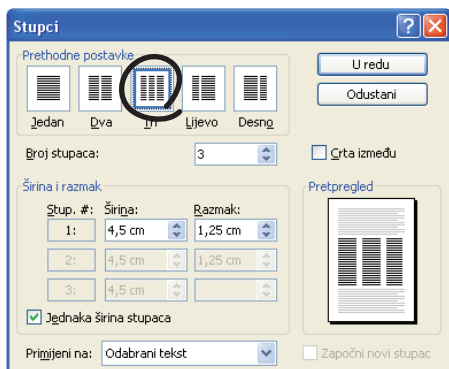 Stupci
Prethodne postavke
Jedan Dva Tri Lijevo Desno
U redu
Odustani
Broj stupaca: 3
Crta između
Širina i razmak
Stup. #: Širina: Razmak:
1: 4,5 cm 1,25 cm
2: 4,5 cm 1,25 cm
3: 4,5 cm
Jednaka širina stupaca
Pretpregled
Primijeni na: Odabrani tekst
Započni novi stupac